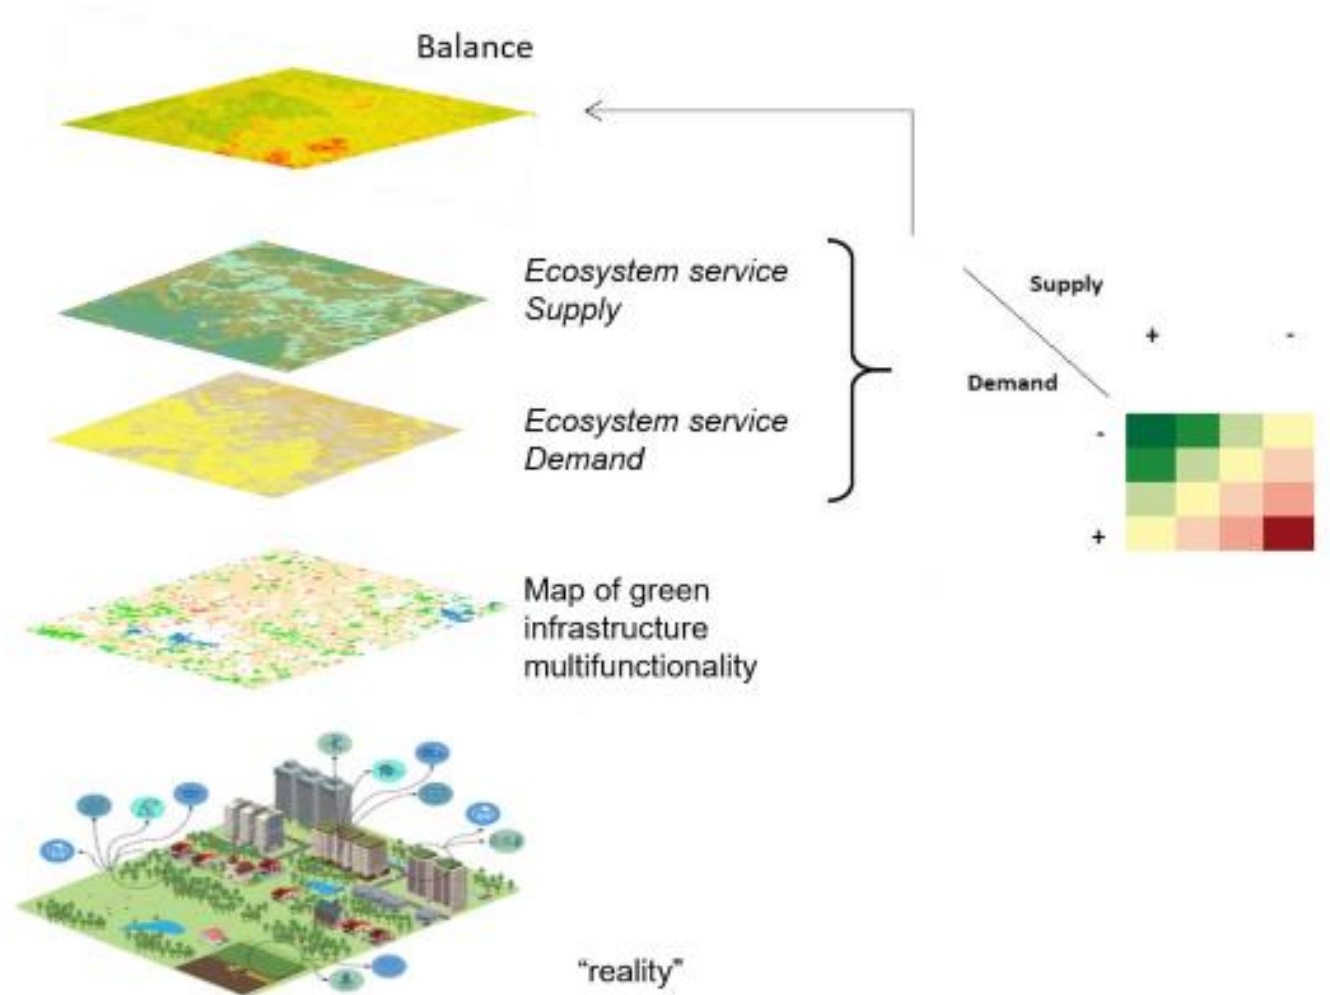 Balance
Ecosystem service
Supply
Ecosystem service
Demand
Supply
+ -
Demand
-
+
Map of green
infrastructure
multifunctionality
“reality”